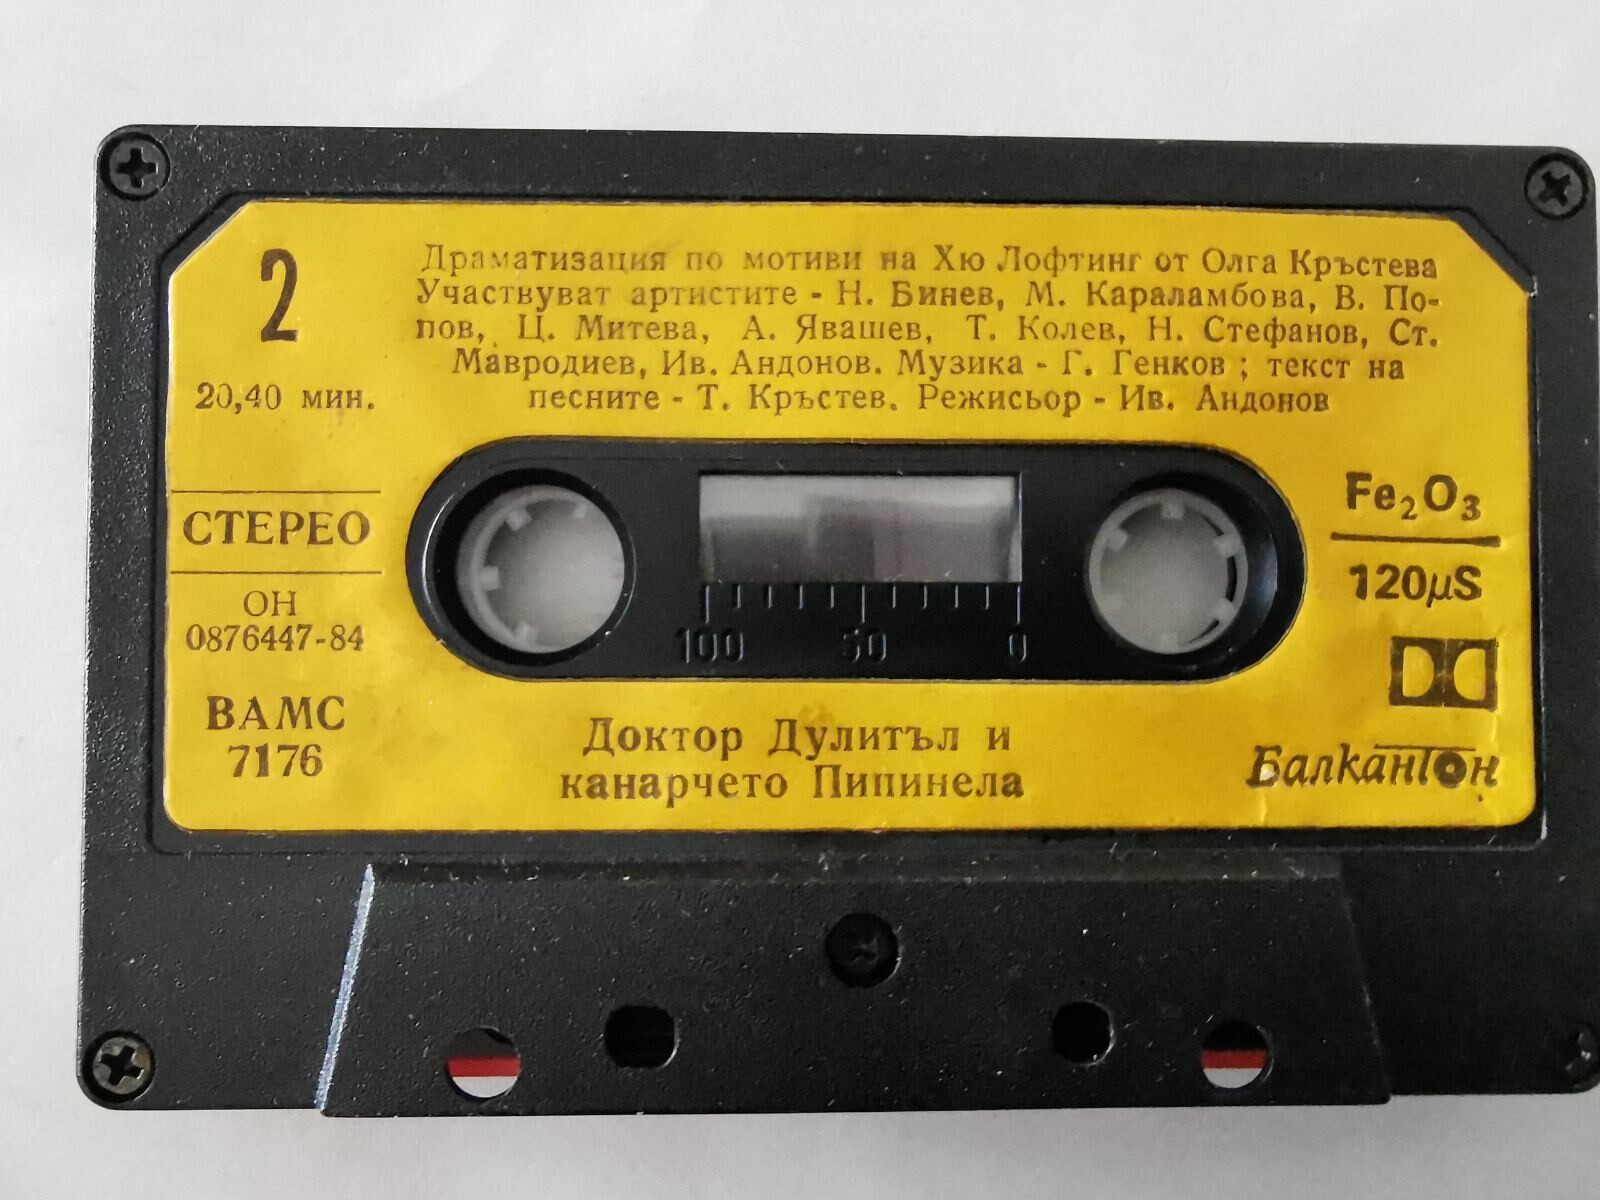 2
Драматизация по мотиви на Хю Лофтинг от Олга Кръстева
Участвуват артистите - Н. Бинев, М. Караламбова, В. По-
пов, Ц. Митева, А. Явашев, Т. Колев, Н. Стефанов, Ст.
Мавродиев, Ив. Андонов. Музика - Г. Генков ; текст на
песните - Т. Кръстев. Режисьор - Ив. Андонов
20,40 мин.
СТЕРЕО
ОН
0876447-84
ВАМС
7176
100 50 0
Fe₂O₃
120μS
Доктор Дулитъл и
канарчето Пипинела
Балкантон